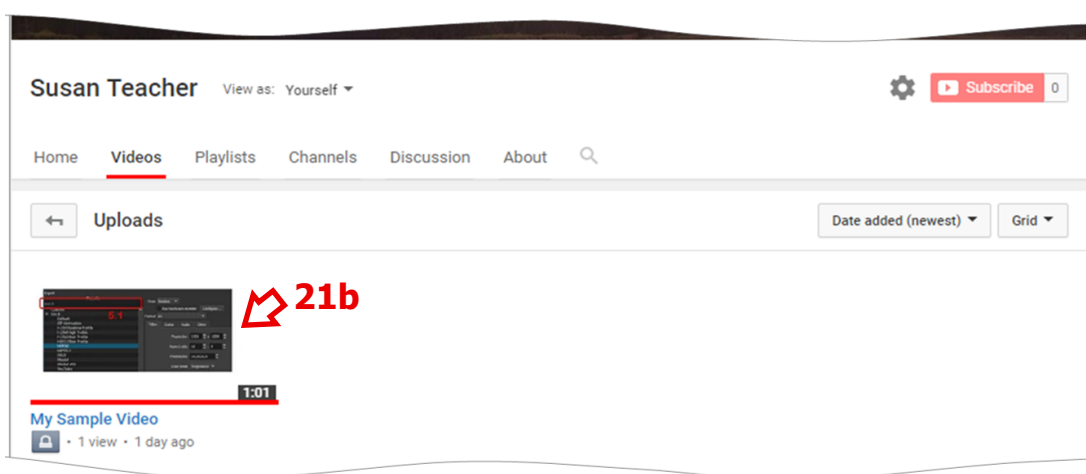 Susan Teacher View as: Yourself
Subscribe 0
Home Videos Playlists Channels Discussion About
Uploads
Date added (newest) Grid
5.1
21b
1:01
My Sample Video
• 1 view • 1 day ago